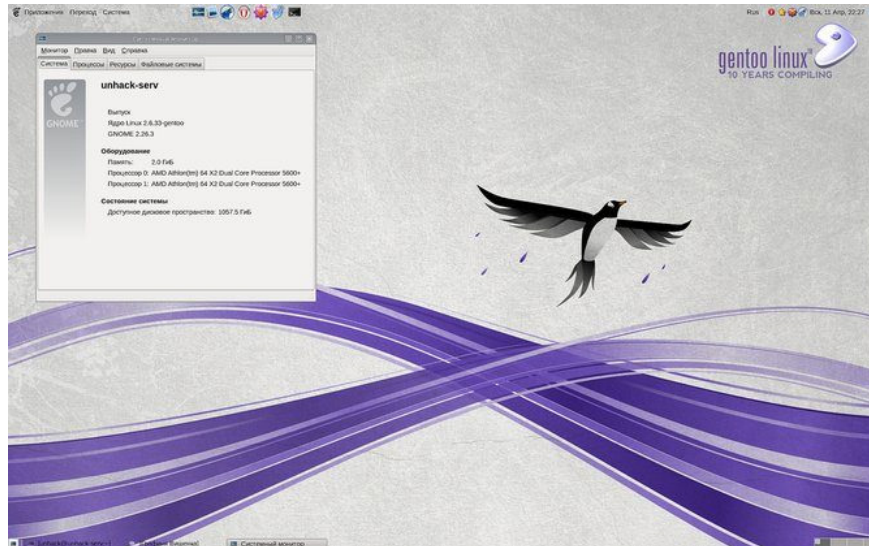 Приложения Переход Система
Rus
Вск, 11 Апр, 22:27
Системный монитор
Монитор Правка Вид Справка
Система Процессы Ресурсы Файловые системы
unhack-serv
GNOME
Выпуск
Ядро Linux 2.6.33-gentoo
GNOME 2.26.3
Оборудование
Память: 2.0 ГиБ
Процессор 0: AMD Athlon(tm) 64 X2 Dual Core Processor 5600+
Процессор 1: AMD Athlon(tm) 64 X2 Dual Core Processor 5600+
Состояние системы
Доступное дисковое пространство: 1057.5 ГиБ
gentoo linux
10 YEARS COMPILING
Системный монитор